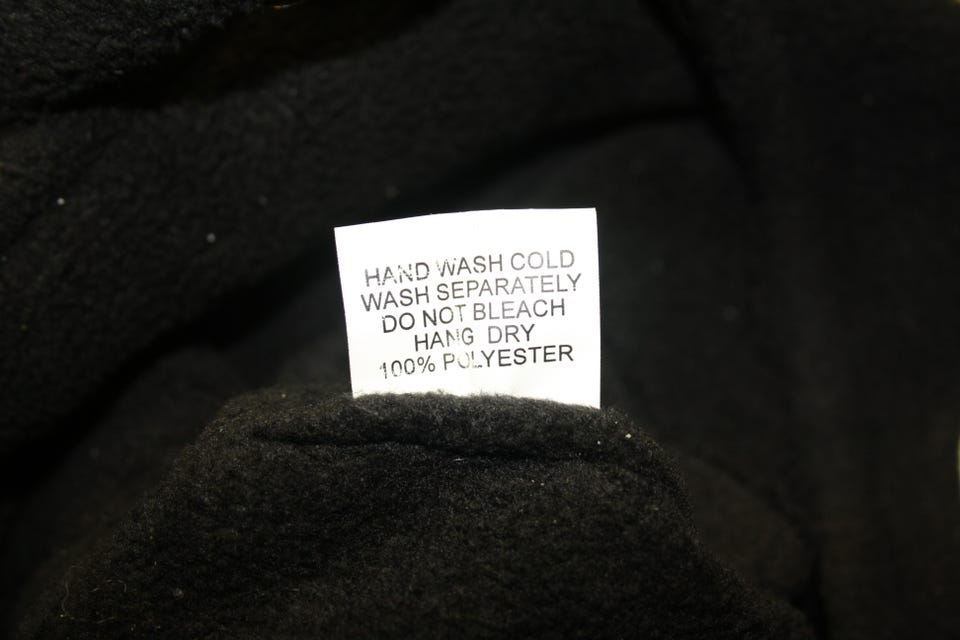 HAND WASH COLD
WASH SEPARATELY
DO NOT BLEACH
HANG DRY
100% POLYESTER